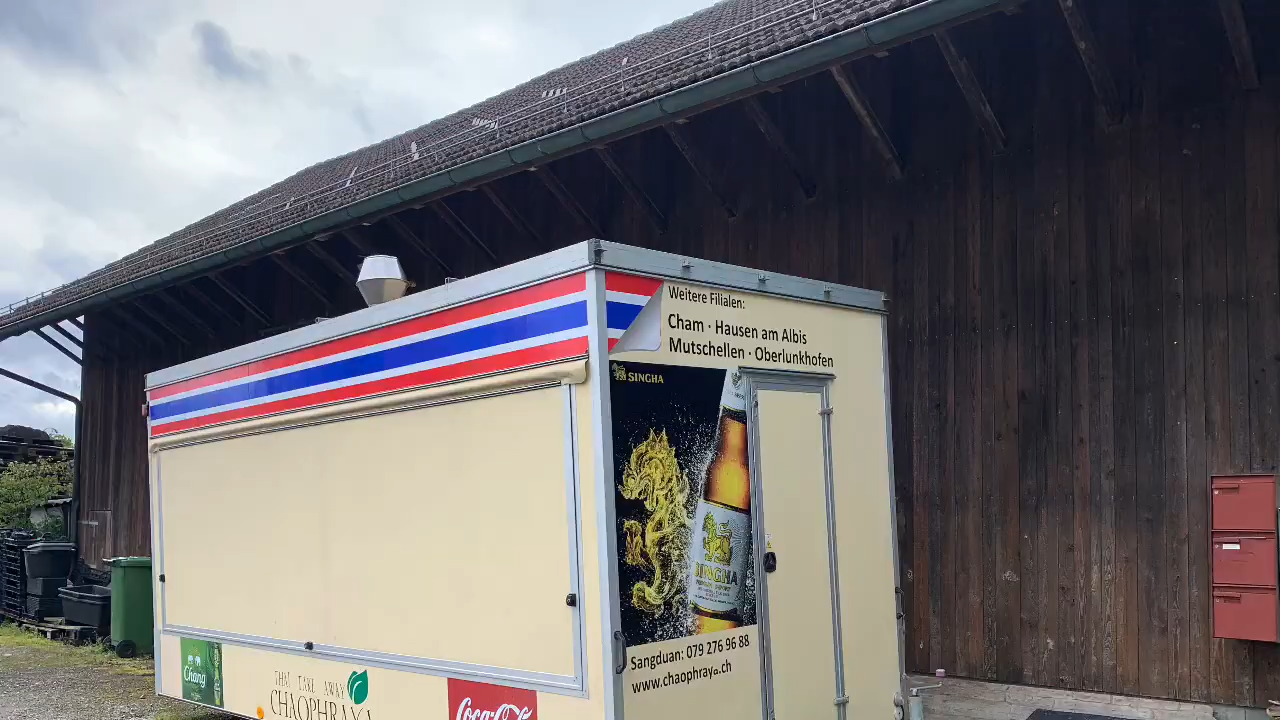 Weitere Filialen:
Cham · Hausen am Albis
Mutschellen · Oberlunkhofen
SINGHA
SINGHA
Sangduan: 079 276 96 88
www.chaophraya.ch
Chang
THAI TAKE AWAY
CHAOPHRAYA
Coca-Cola